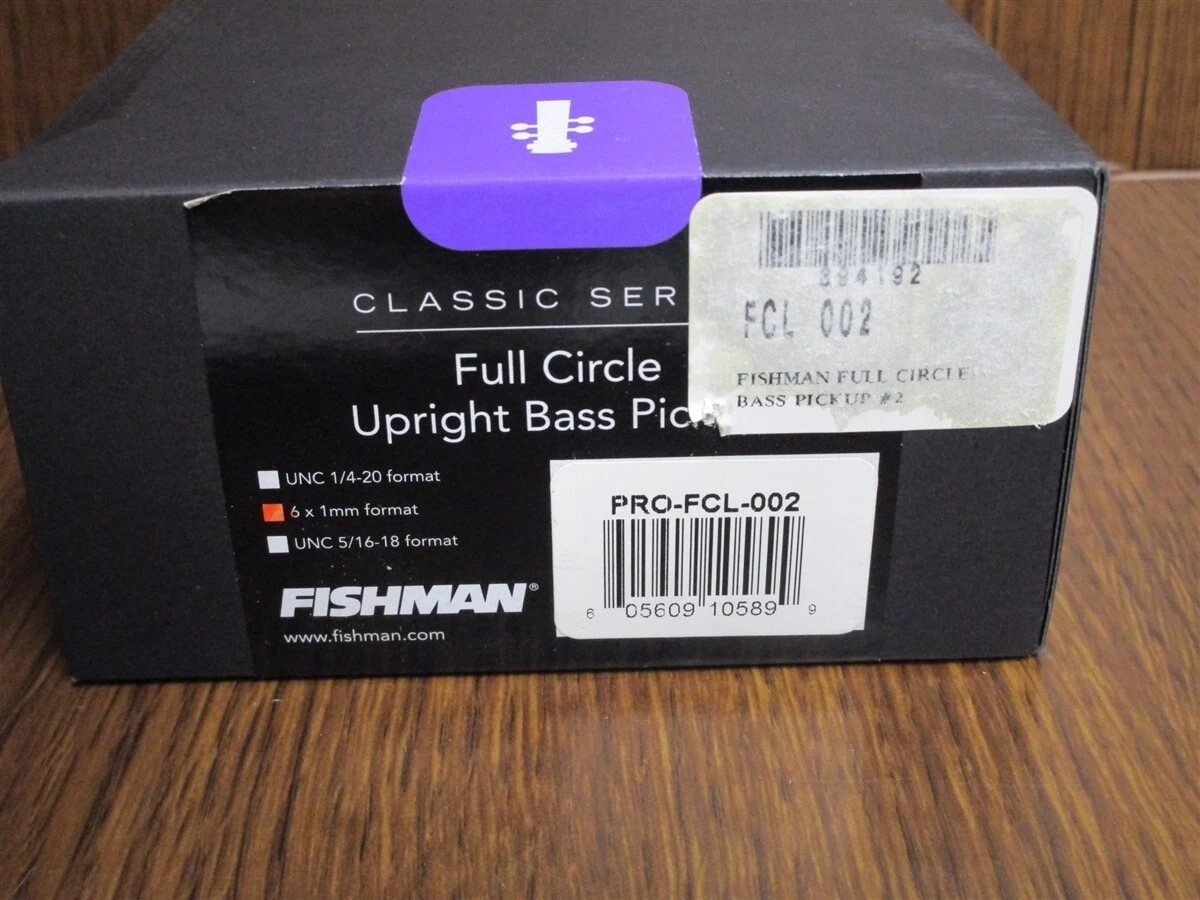 CLASSIC SER
Full Circle
Upright Bass Pic
UNC 1/4-20 format
6 x 1mm format
UNC 5/16-18 format
FISHMAN®
www.fishman.com
394192
FCL 002
FISHMAN FULL CIRCLE
BASS PICKUP #2
PRO-FCL-002
6 05609 10589 9